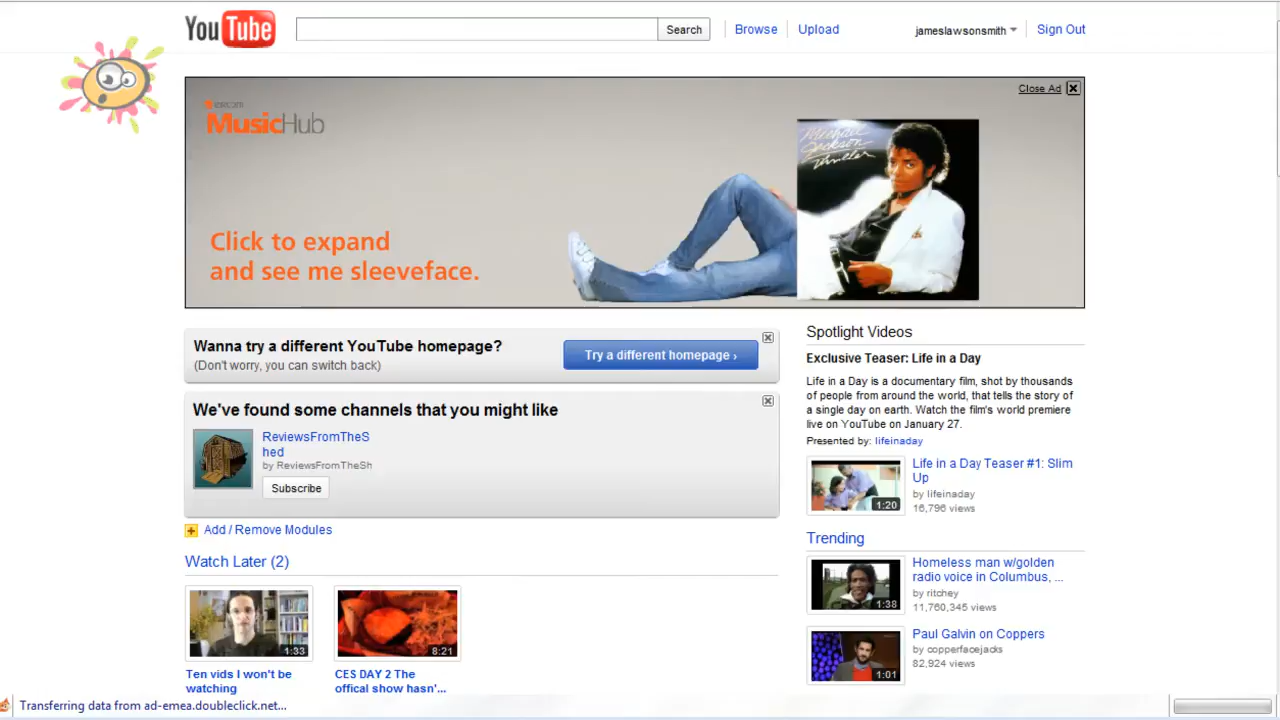 YouTube
Search
Browse
Upload
jameslawsonsmith
Sign Out
Close Ad
eircom
MusicHub
Michael
Jackson
Thriller
Click to expand
and see me sleeveface.
Wanna try a different YouTube homepage?
(Don't worry, you can switch back)
Try a different homepage ›
We've found some channels that you might like
ReviewsFromTheS
hed
by ReviewsFromTheSh
Subscribe
Add / Remove Modules
Watch Later (2)
1:33
8:21
Ten vids I won't be
watching
CES DAY 2 The
offical show hasn'...
Spotlight Videos
Exclusive Teaser: Life in a Day
Life in a Day is a documentary film, shot by thousands
of people from around the world, that tells the story of
a single day on earth. Watch the film's world premiere
live on YouTube on January 27.
Presented by: lifeinaday
1:20
Life in a Day Teaser #1: Slim
Up
by lifeinaday
16,796 views
Trending
1:38
Homeless man w/golden
radio voice in Columbus, ...
by ritchey
11,760,345 views
1:01
Paul Galvin on Coppers
by copperfacejacks
82,924 views
Transferring data from ad-emea.doubleclick.net...